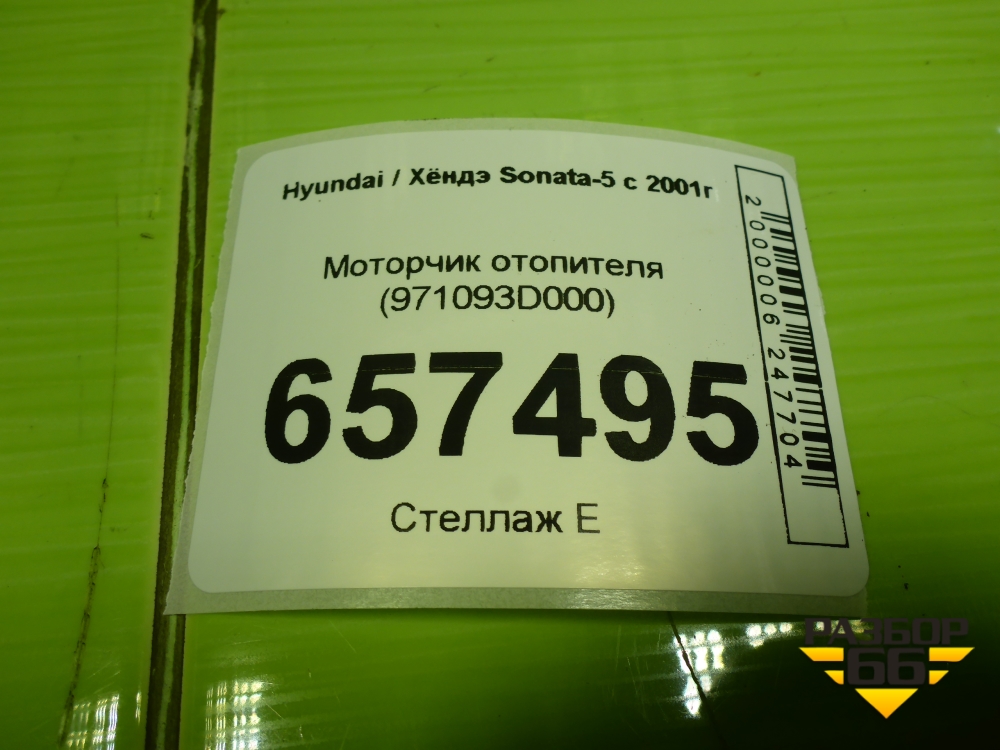 Hyundai / Хёндэ Sonata-5 с 2001г
Моторчик отопителя
(971093D000)
657495
Стеллаж Е
2000006247704
РАЗБОР
66